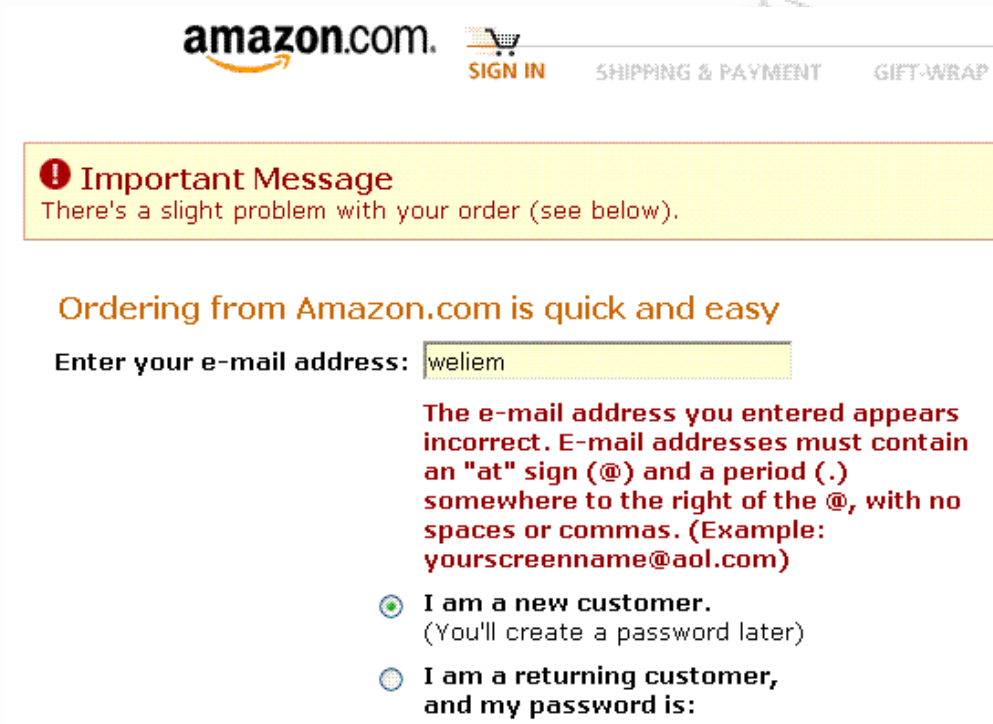 amazon.com.
SIGN IN SHIPPING & PAYMENT GIFT-WRAP
Important Message
There's a slight problem with your order (see below).
Ordering from Amazon.com is quick and easy
Enter your e-mail address: weliem
The e-mail address you entered appears
incorrect. E-mail addresses must contain
an "at" sign (@) and a period (.)
somewhere to the right of the @, with no
spaces or commas. (Example:
yourscreenname@aol.com)
I am a new customer.
(You'll create a password later)
I am a returning customer,
and my password is: